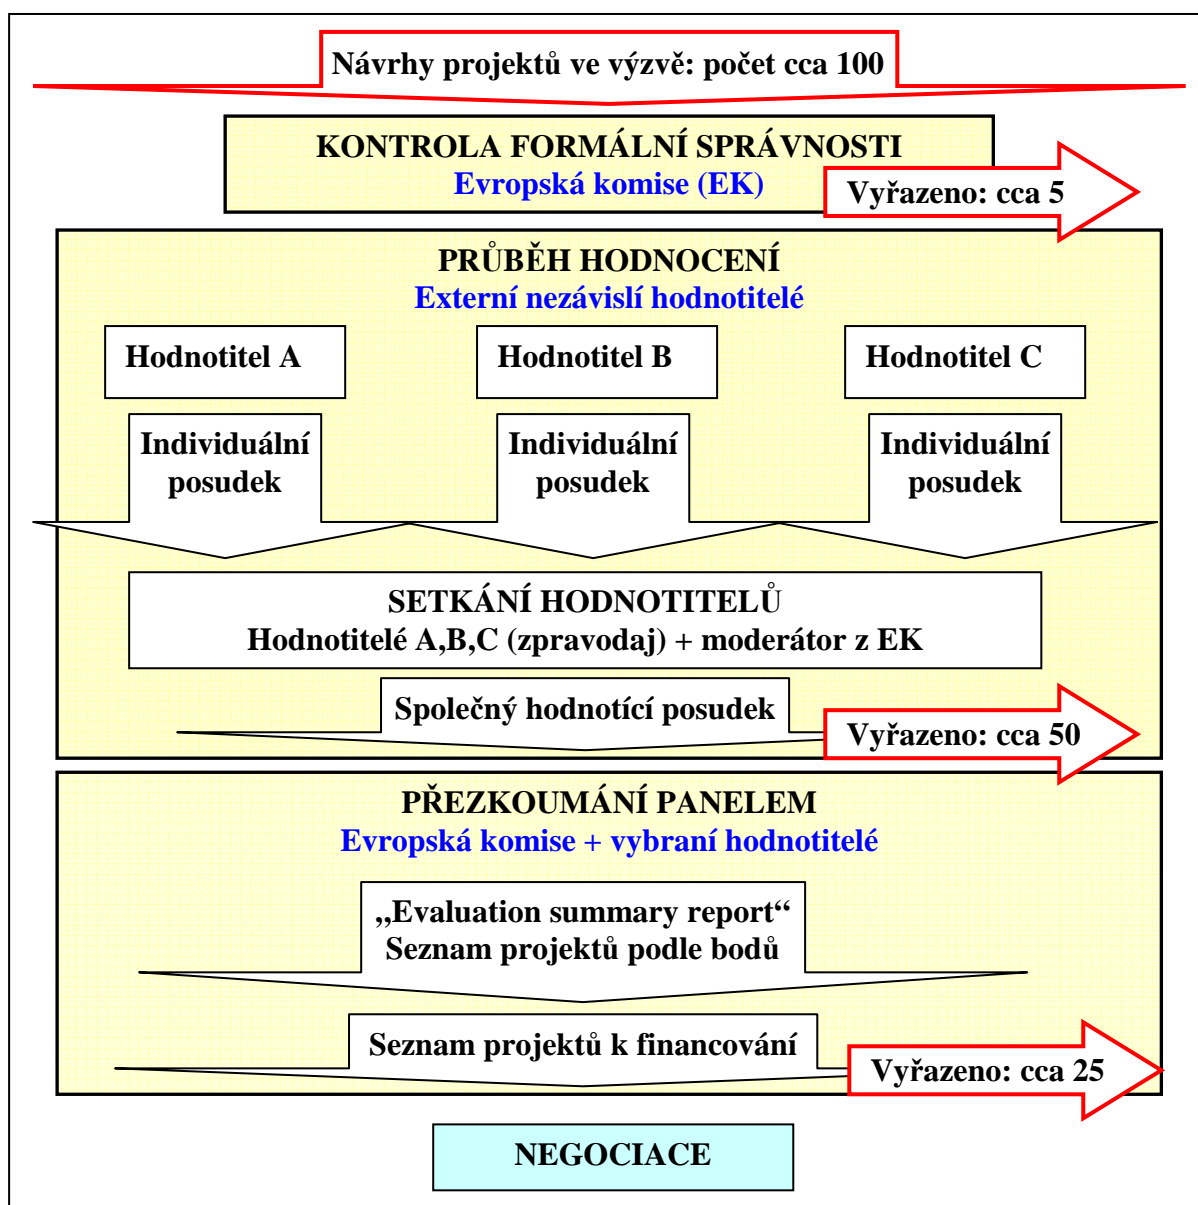 Návrhy projektů ve výzvě: počet cca 100
KONTROLA FORMÁLNÍ SPRÁVNOSTI
Evropská komise (EK)
Vyřazeno: cca 5
PRŮBĚH HODNOCENÍ
Externí nezávislí hodnotitelé
Hodnotitel A
Hodnotitel B
Hodnotitel C
Individuální
posudek
Individuální
posudek
Individuální
posudek
SETKÁNÍ HODNOTITELŮ
Hodnotitelé A,B,C (zpravodaj) + moderátor z EK
Společný hodnotící posudek
Vyřazeno: cca 50
PŘEZKOUMÁNÍ PANELEM
Evropská komise + vybraní hodnotitelé
„Evaluation summary report“
Seznam projektů podle bodů
Seznam projektů k financování
Vyřazeno: cca 25
NEGOCIACE